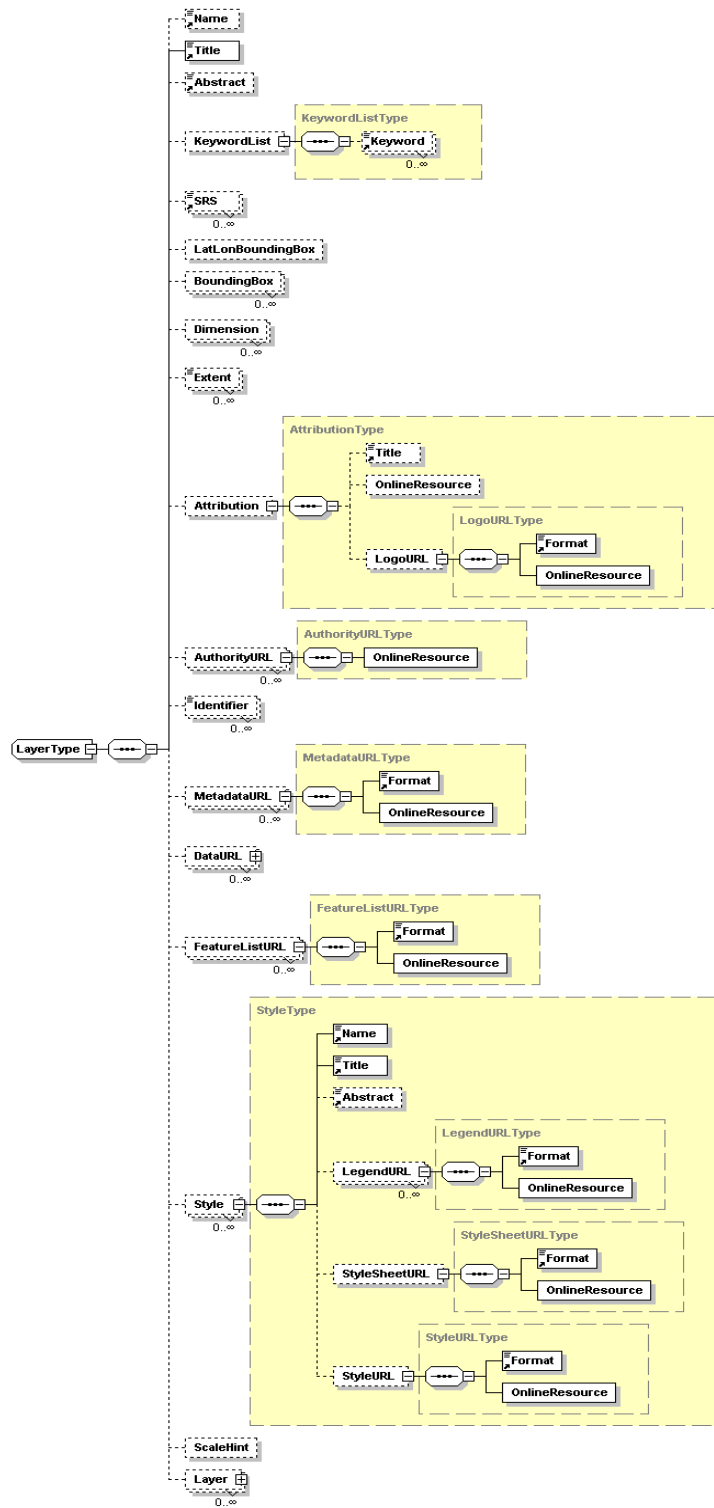 Name
Title
Abstract
KeywordListType
KeywordList
Keyword
0..∞
SRS
0..∞
LatLonBoundingBox
BoundingBox
0..∞
Dimension
0..∞
Extent
0..∞
AttributionType
Title
OnlineResource
Attribution
LogoURLType
LogoURL
Format
OnlineResource
AuthorityURLType
AuthorityURL
OnlineResource
0..∞
Identifier
0..∞
LayerType
MetadataURLType
MetadataURL
Format
OnlineResource
0..∞
DataURL
0..∞
FeatureListURLType
FeatureListURL
Format
OnlineResource
0..∞
StyleType
Name
Title
Abstract
LegendURLType
LegendURL
Format
OnlineResource
0..∞
Style
0..∞
StyleSheetURLType
StyleSheetURL
Format
OnlineResource
StyleURLType
StyleURL
Format
OnlineResource
ScaleHint
Layer
0..∞